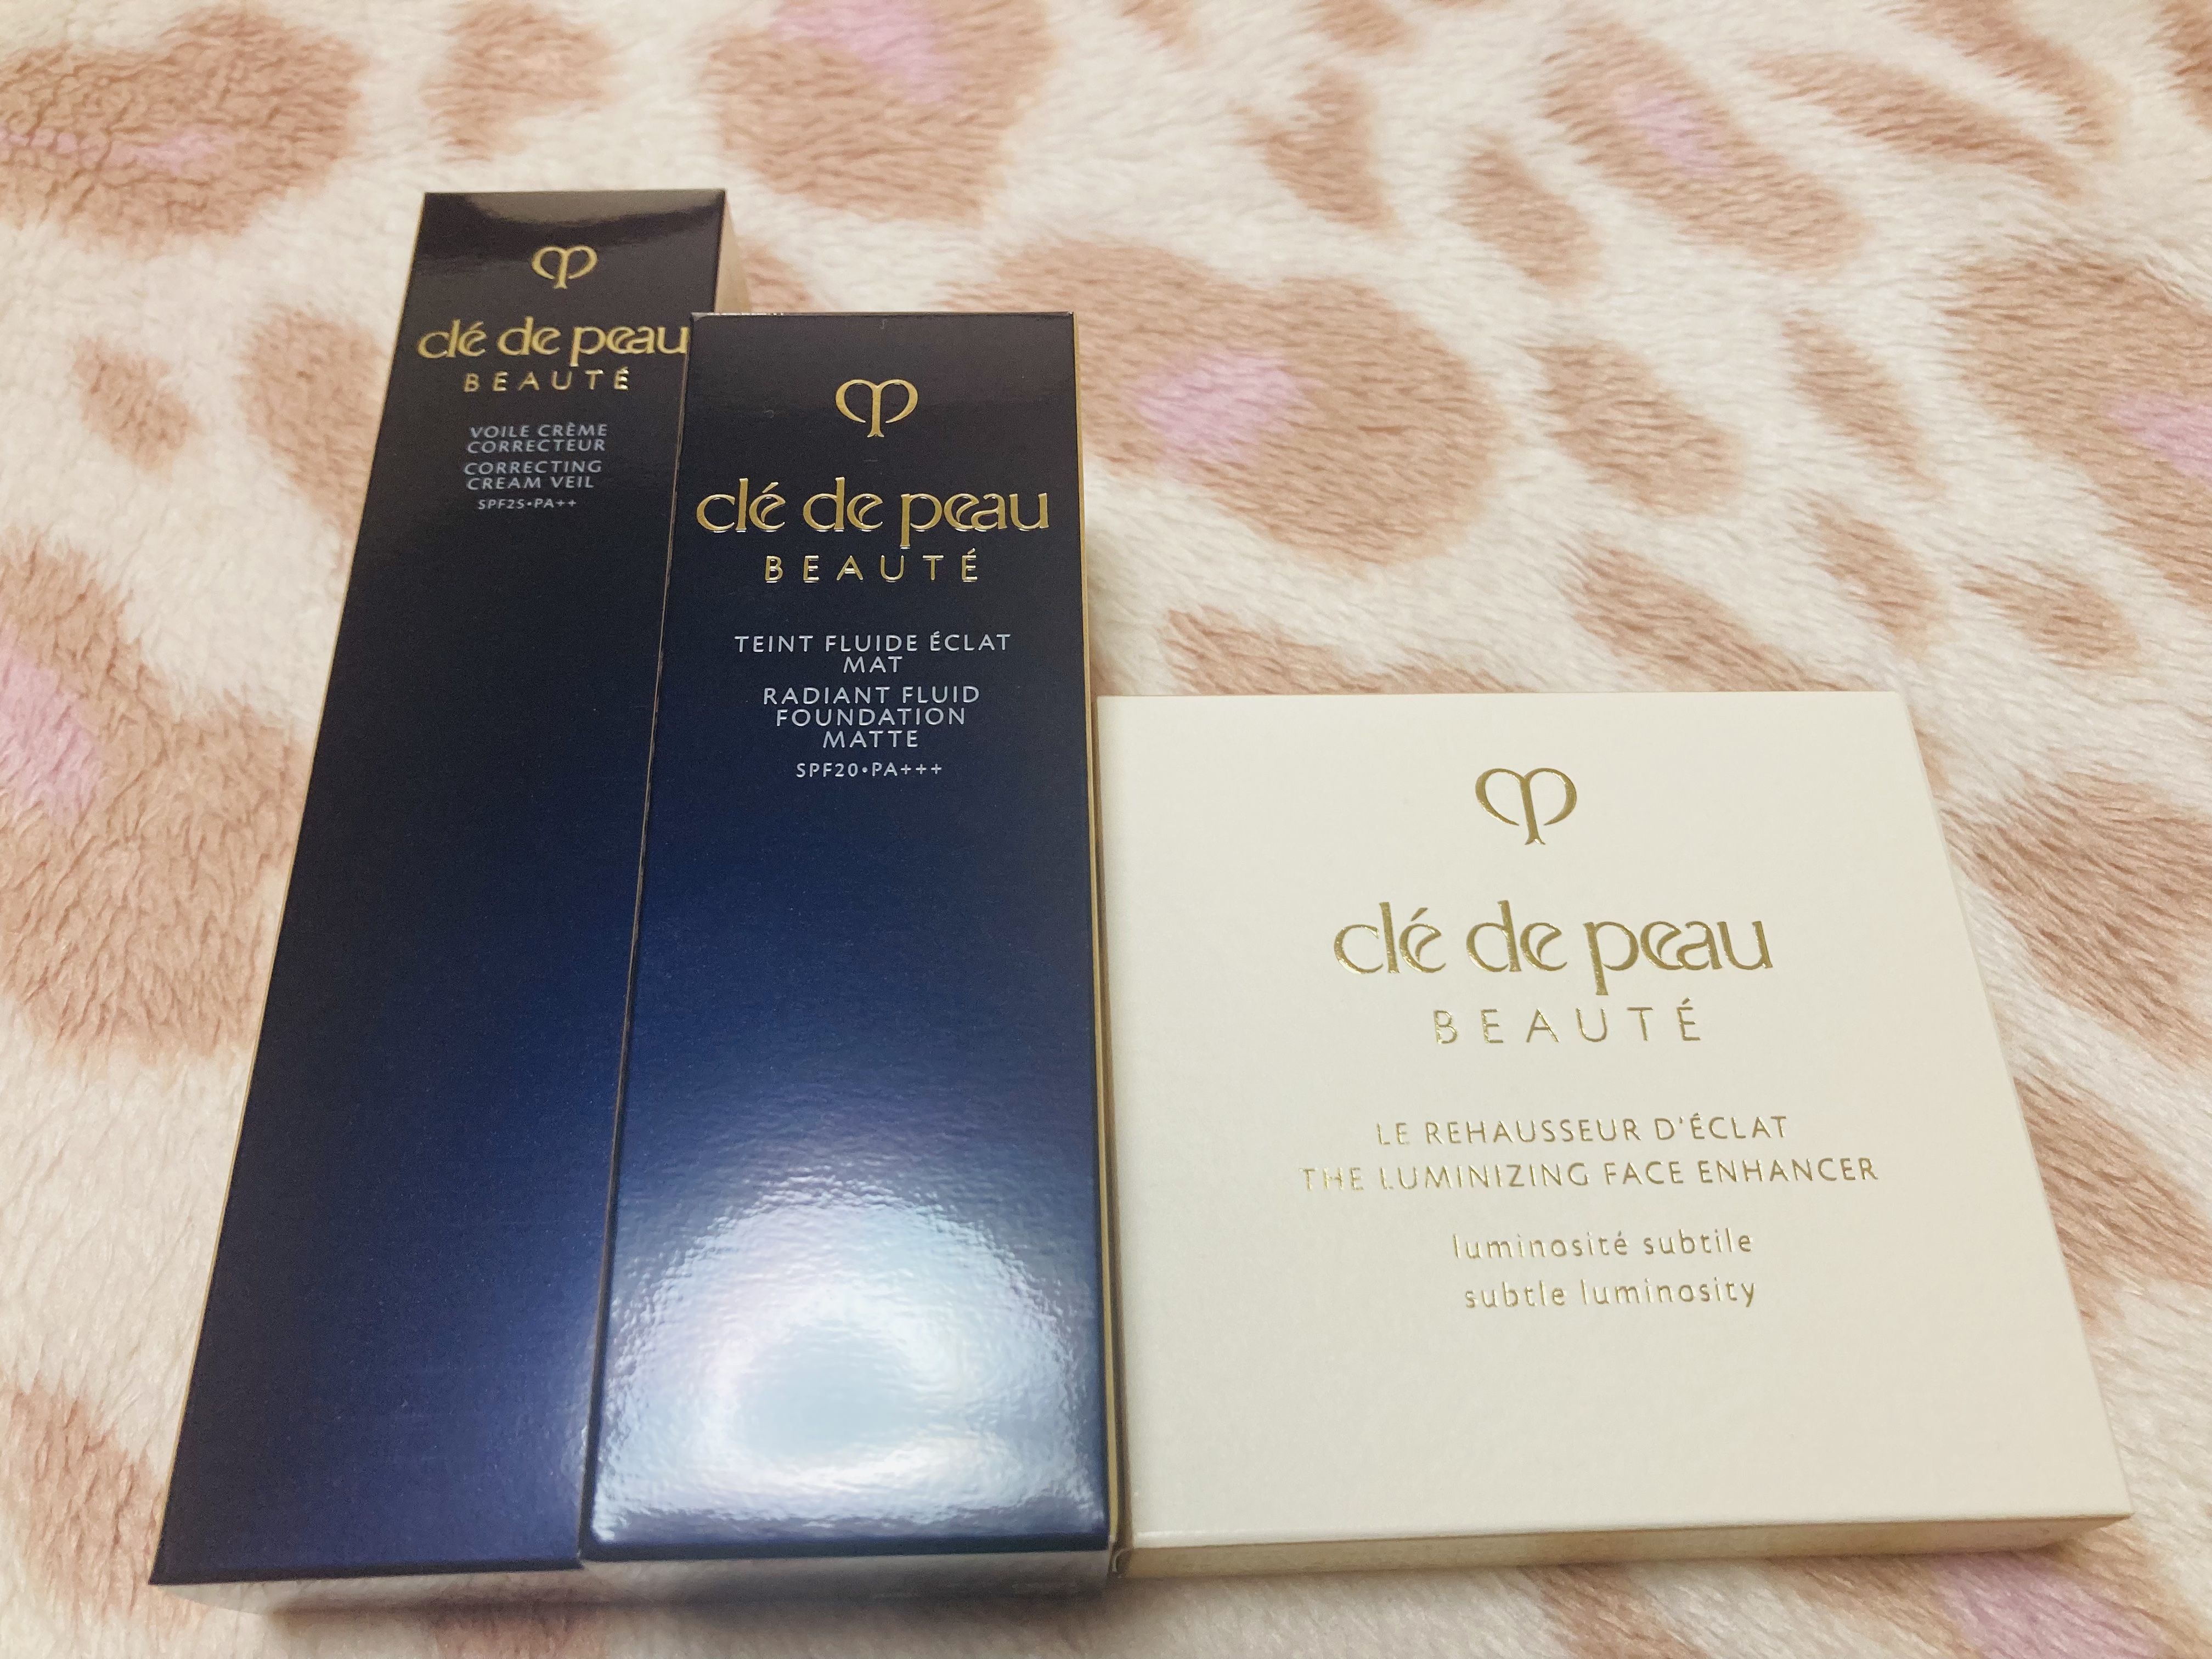 clé de peau
BEAUTÉ
VOILE CRÈME
CORRECTEUR
CORRECTING
CREAM VEIL
SPF25•PA++
clé de peau
BEAUTÉ
TEINT FLUIDE ÉCLAT
MAT
RADIANT FLUID
FOUNDATION
MATTE
SPF20•PA+++
clé de peau
BEAUTÉ
LE REHAUSSEUR D'ÉCLAT
THE LUMINIZING FACE ENHANCER
luminosité subtile
subtle luminosity